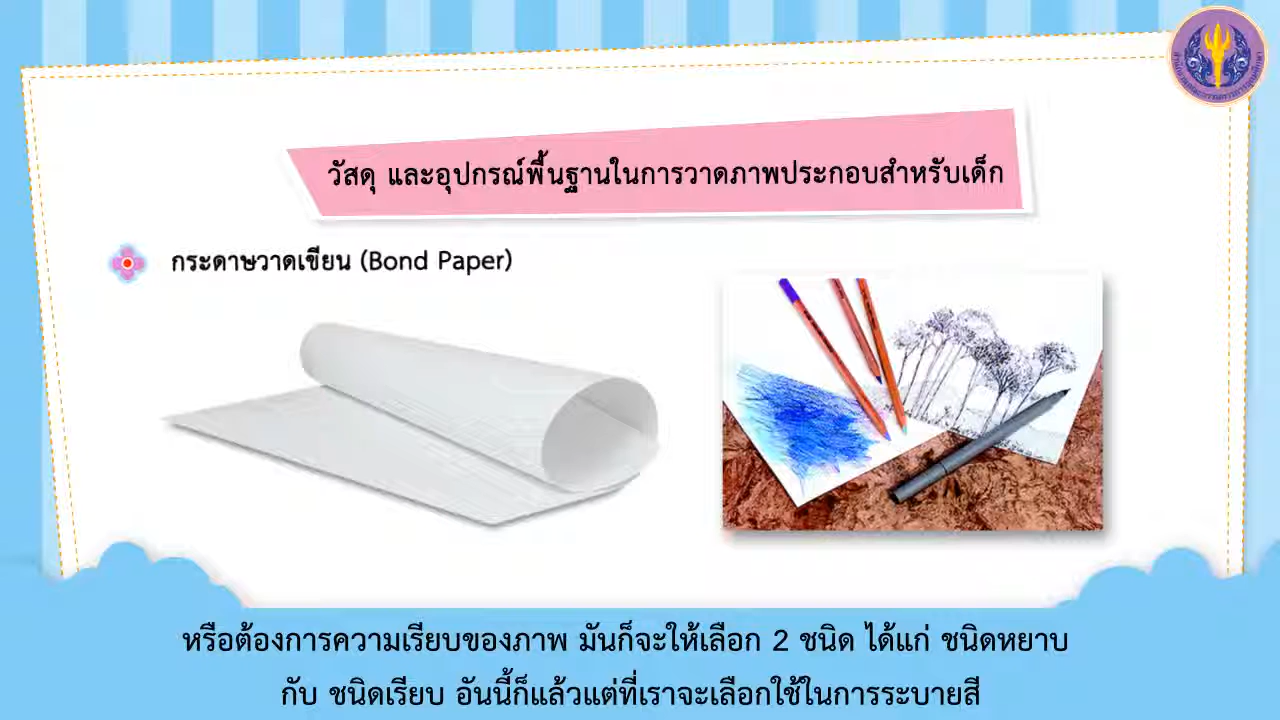 วัสดุ และอุปกรณ์พื้นฐานในการวาดภาพประกอบสำหรับเด็ก
กระดาษวาดเขียน (Bond Paper)
หรือต้องการความเรียบของภาพ มันก็จะให้เลือก 2 ชนิด ได้แก่ ชนิดหยาบ
กับ ชนิดเรียบ อันนี้ก็แล้วแต่ที่เราจะเลือกใช้ในการระบายสี